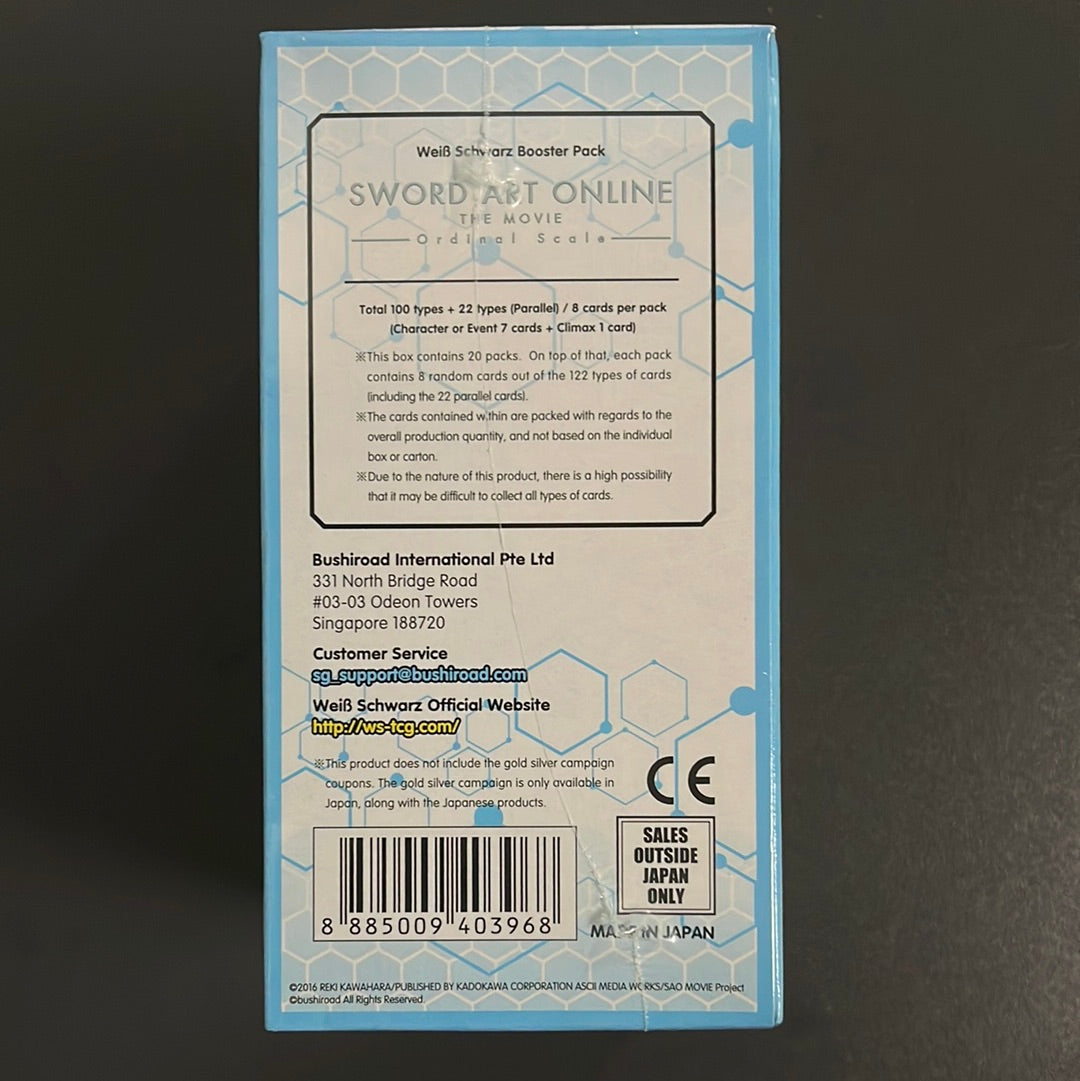 Weiß Schwarz Booster Pack
SWORD ART ONLINE
THE MOVIE
Ordinal Scale
Total 100 types + 22 types (Parallel) / 8 cards per pack
(Character or Event 7 cards + Climax 1 card)
※This box contains 20 packs. On top of that, each pack
contains 8 random cards out of the 122 types of cards
(including the 22 parallel cards).
※The cards contained within are packed with regards to the
overall production quantity, and not based on the individual
box or carton.
※Due to the nature of this product, there is a high possibility
that it may be difficult to collect all types of cards.
Bushiroad International Pte Ltd
331 North Bridge Road
#03-03 Odeon Towers
Singapore 188720
Customer Service
sg_support@bushiroad.com
Weiß Schwarz Official Website
http://ws-tcg.com/
※This product does not include the gold silver campaign
coupons. The gold silver campaign is only available in
Japan, along with the Japanese products.
CE
SALES
OUTSIDE
JAPAN
ONLY
8 885009 403968
MADE IN JAPAN
©2016 REKI KAWAHARA/PUBLISHED BY KADOKAWA CORPORATION ASCII MEDIA WORKS/SAO MOVIE Project
©bushiroad All Rights Reserved.